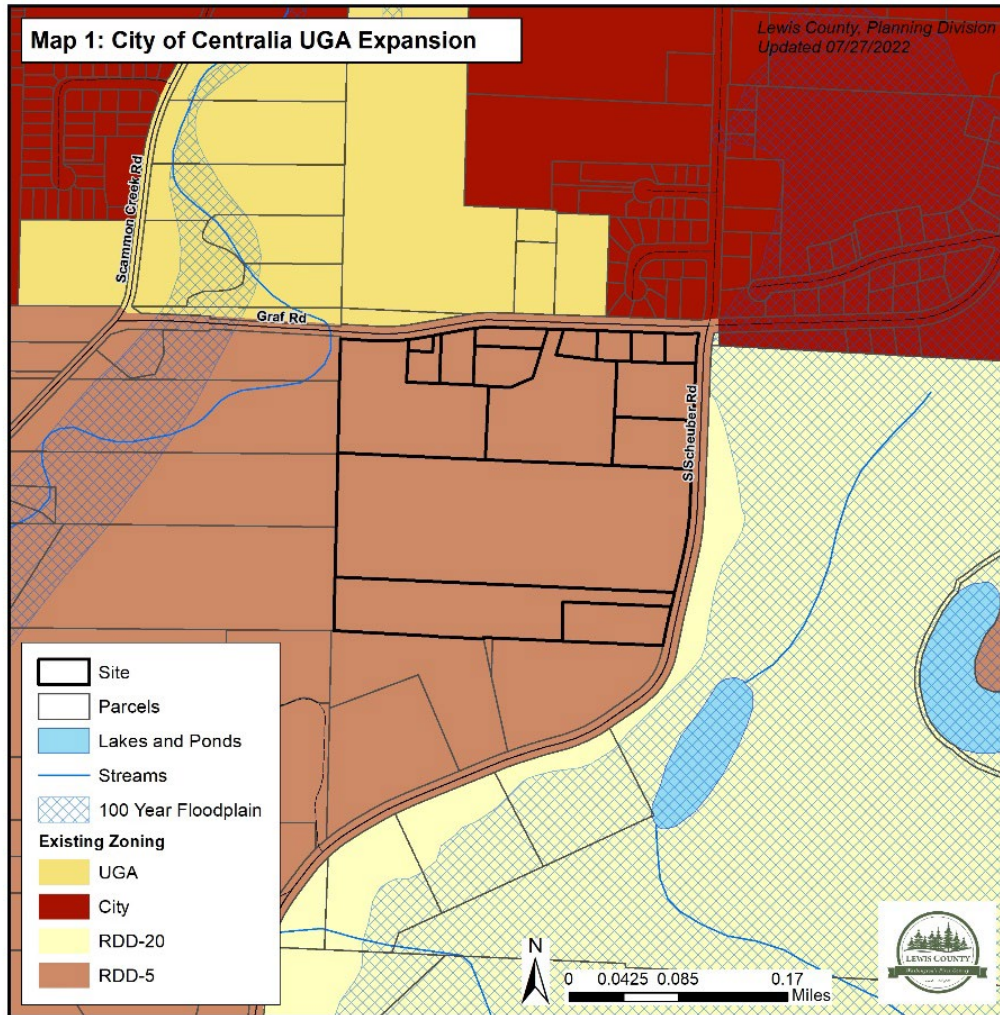 Map 1: City of Centralia UGA Expansion
Lewis County, Planning Division
Updated 07/27/2022
Scammon Creek Rd
Graf Rd
S Scheuber Rd
Site
Parcels
Lakes and Ponds
Streams
100 Year Floodplain
Existing Zoning
UGA
City
RDD-20
RDD-5
N
0 0.0425 0.085 0.17
Miles
LEWIS COUNTY